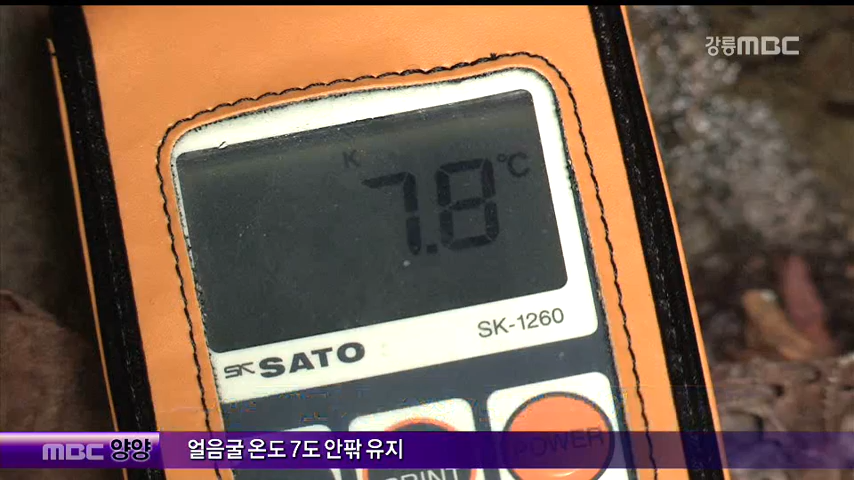 강릉MBC
K
7.8 ℃
SK-1260
SK SATO
PRINT
POWER
MBC 양양
얼음굴 온도 7도 안팎 유지